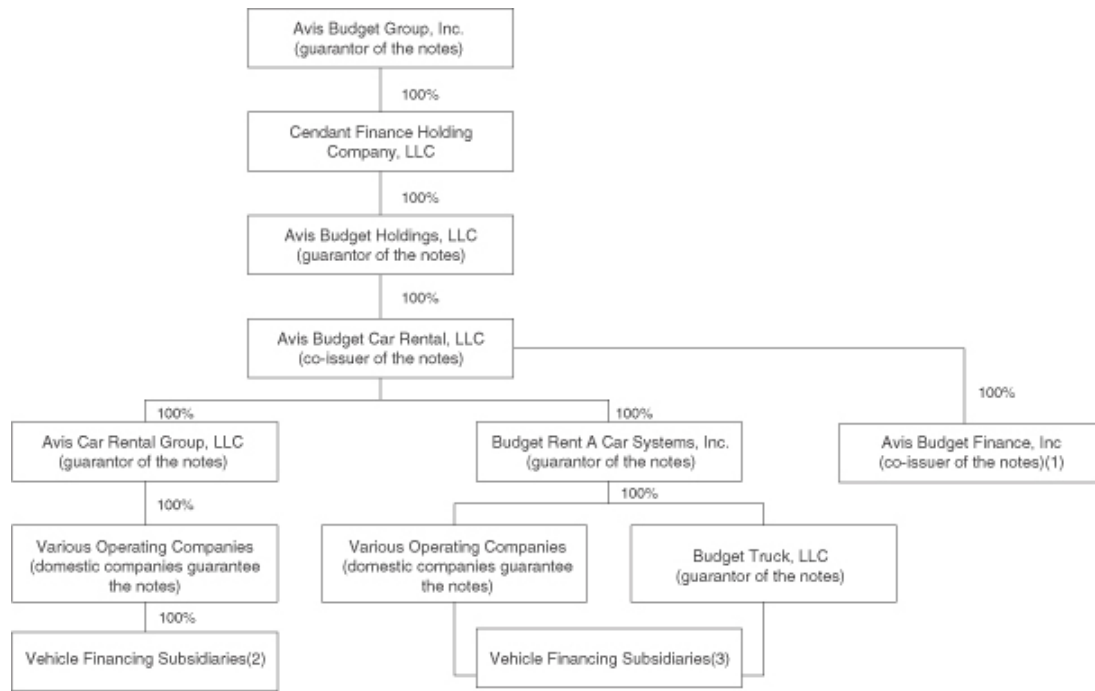 Avis Budget Group, Inc.
(guarantor of the notes)
100%
Cendant Finance Holding
Company, LLC
100%
Avis Budget Holdings, LLC
(guarantor of the notes)
100%
Avis Budget Car Rental, LLC
(co-issuer of the notes)
100%
100%
100%
Avis Car Rental Group, LLC
(guarantor of the notes)
Budget Rent A Car Systems, Inc.
(guarantor of the notes)
Avis Budget Finance, Inc
(co-issuer of the notes)(1)
100%
100%
Various Operating Companies
(domestic companies guarantee
the notes)
Various Operating Companies
(domestic companies guarantee
the notes)
Budget Truck, LLC
(guarantor of the notes)
100%
Vehicle Financing Subsidiaries(2)
Vehicle Financing Subsidiaries(3)